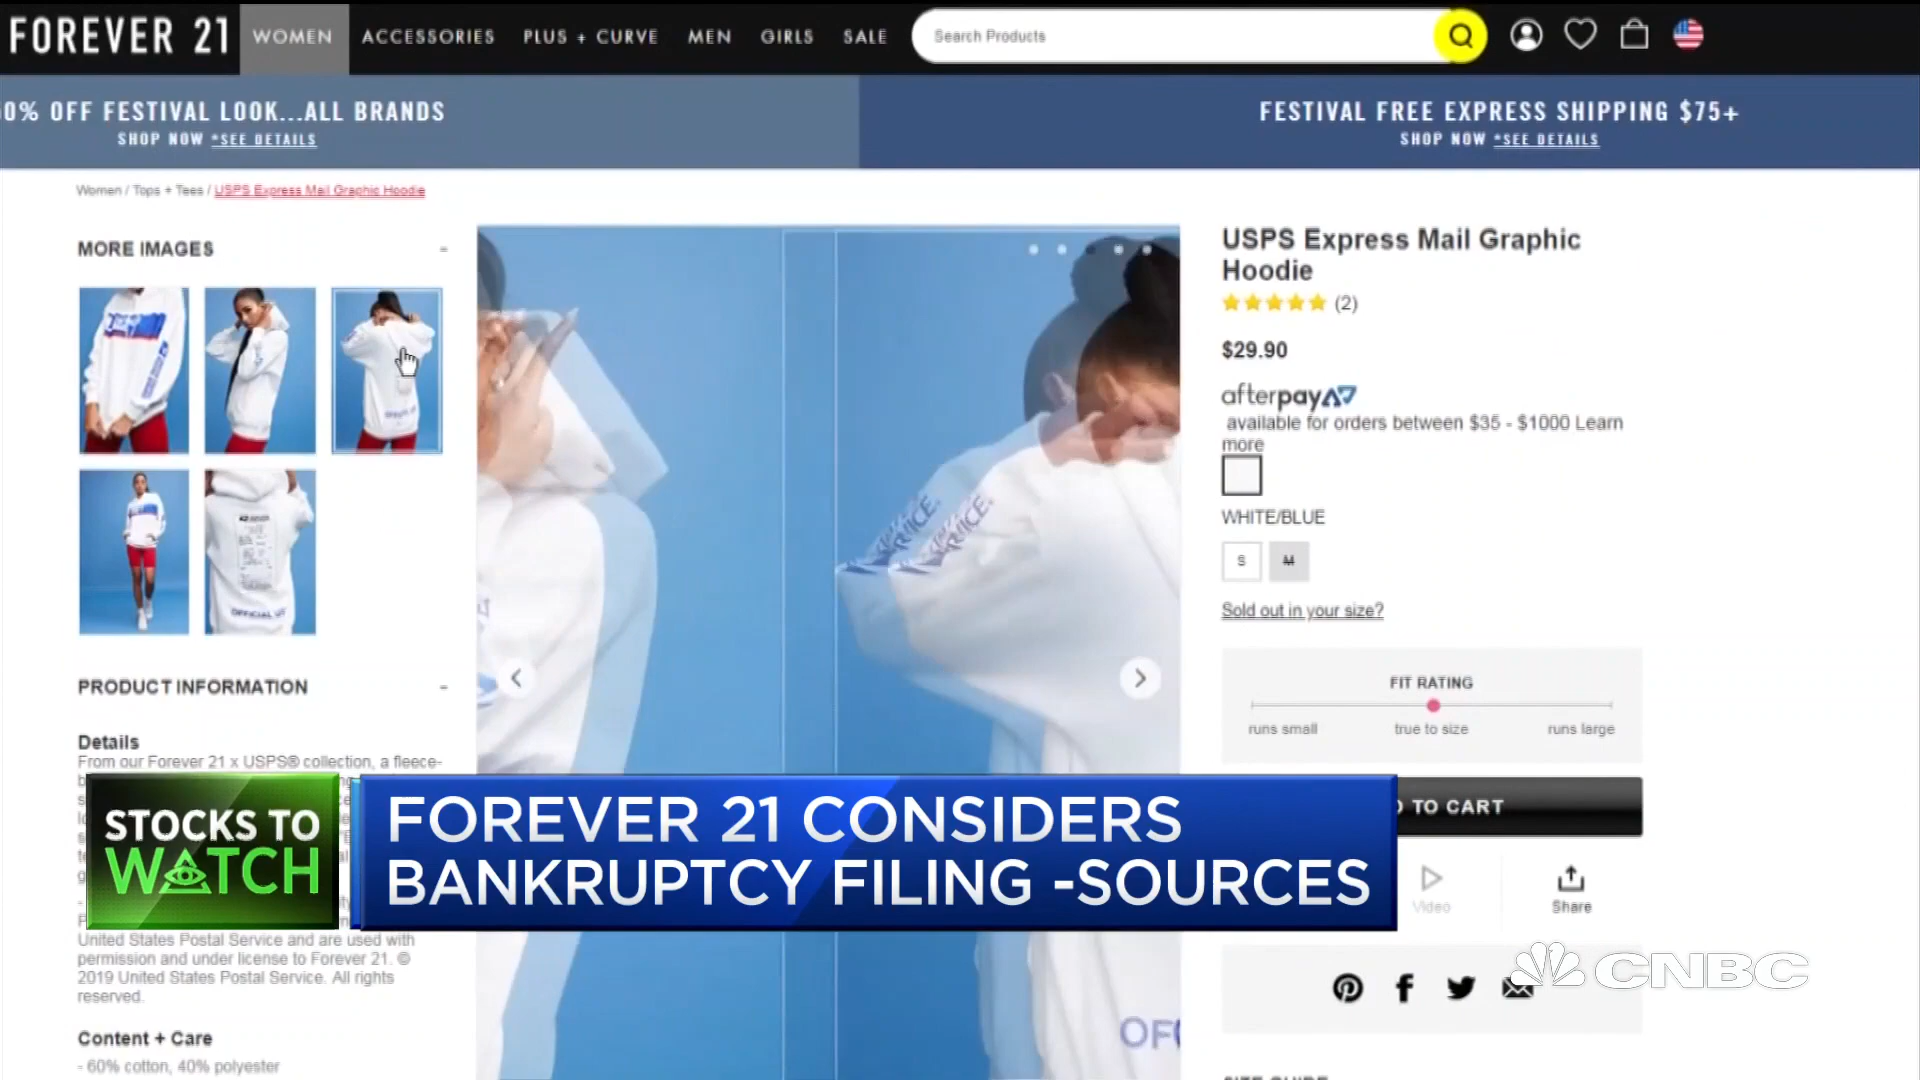 FOREVER 21
WOMEN
ACCESSORIES
PLUS + CURVE
MEN
GIRLS
SALE
Search Products
0% OFF FESTIVAL LOOK...ALL BRANDS
SHOP NOW *SEE DETAILS
FESTIVAL FREE EXPRESS SHIPPING $75+
SHOP NOW *SEE DETAILS
Women / Tops + Tees / USPS Express Mail Graphic Hoodie
MORE IMAGES
-
OFFICIAL
PRODUCT INFORMATION
-
Details
From our Forever 21 x USPS® collection, a fleece-
United States Postal Service and are used with
permission and under license to Forever 21. ©
2019 United States Postal Service. All rights
reserved.
Content + Care
- 60% cotton, 40% polyester
USPS Express Mail Graphic
Hoodie
(2)
$29.90
afterpay
available for orders between $35 - $1000 Learn
more
WHITE/BLUE
S
M
Sold out in your size?
FIT RATING
runs small
true to size
runs large
TO CART
Video
Share
STOCKS TO
WATCH
FOREVER 21 CONSIDERS
BANKRUPTCY FILING -SOURCES
CNBC